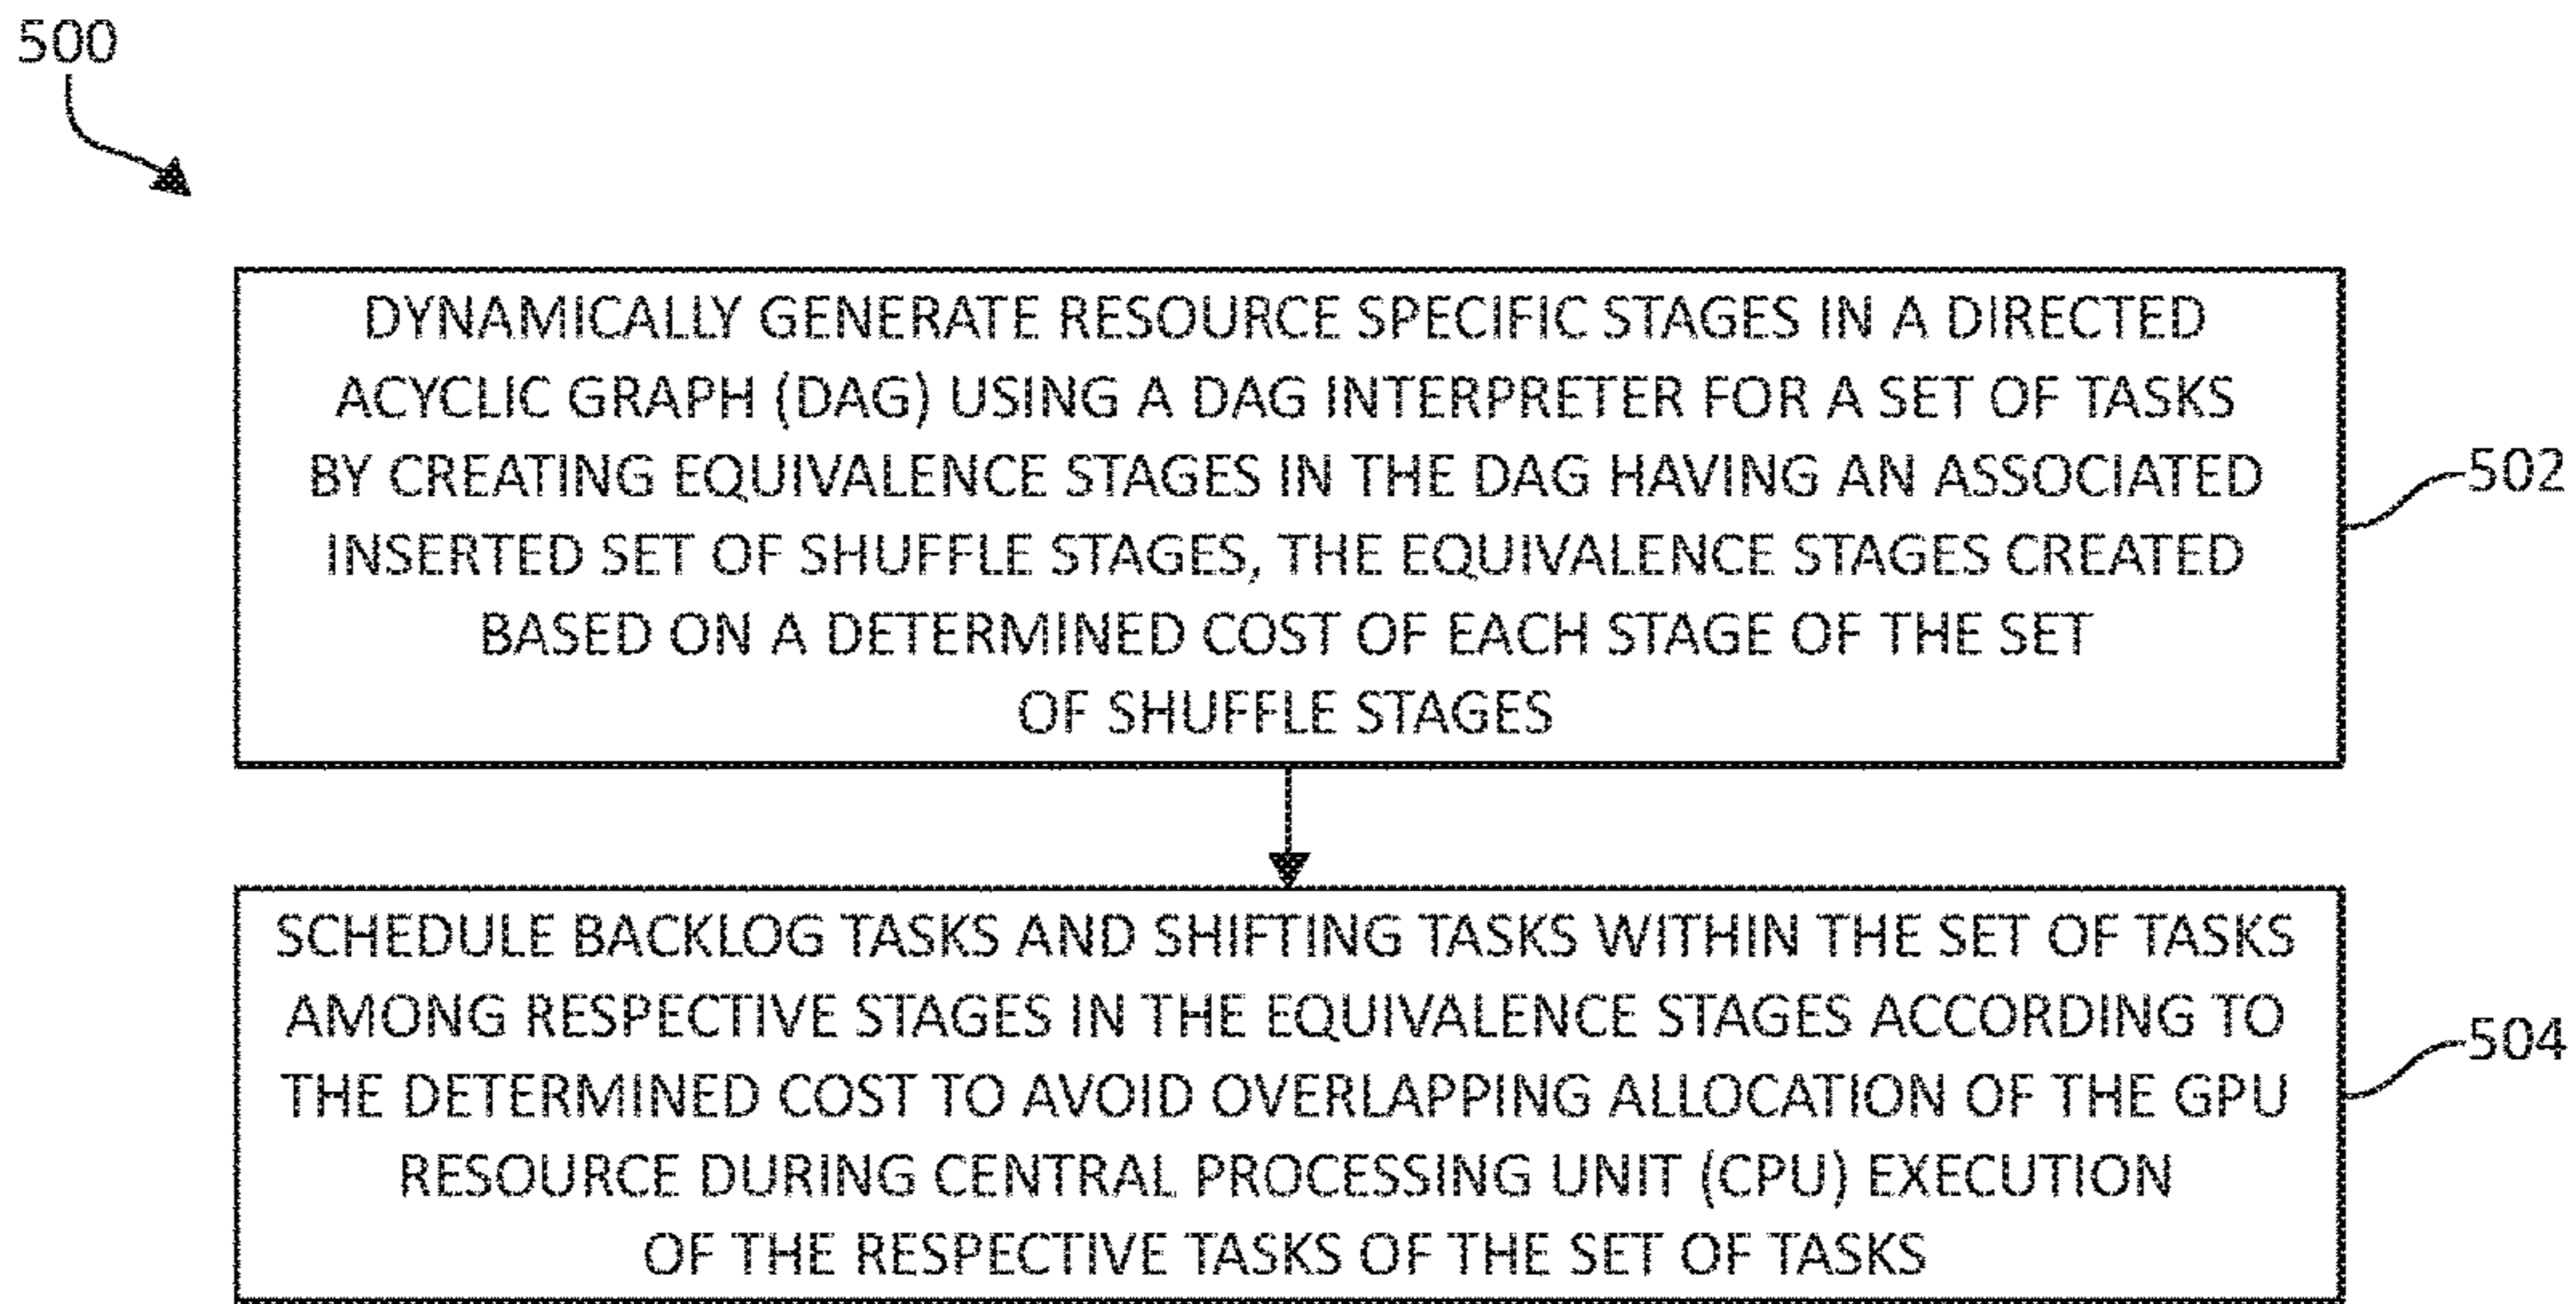 500
DYNAMICALLY GENERATE RESOURCE SPECIFIC STAGES IN A DIRECTED
ACYCLIC GRAPH (DAG) USING A DAG INTERPRETER FOR A SET OF TASKS
BY CREATING EQUIVALENCE STAGES IN THE DAG HAVING AN ASSOCIATED
INSERTED SET OF SHUFFLE STAGES, THE EQUIVALENCE STAGES CREATED
BASED ON A DETERMINED COST OF EACH STAGE OF THE SET
OF SHUFFLE STAGES
502
SCHEDULE BACKLOG TASKS AND SHIFTING TASKS WITHIN THE SET OF TASKS
AMONG RESPECTIVE STAGES IN THE EQUIVALENCE STAGES ACCORDING TO
THE DETERMINED COST TO AVOID OVERLAPPING ALLOCATION OF THE GPU
RESOURCE DURING CENTRAL PROCESSING UNIT (CPU) EXECUTION
OF THE RESPECTIVE TASKS OF THE SET OF TASKS
504